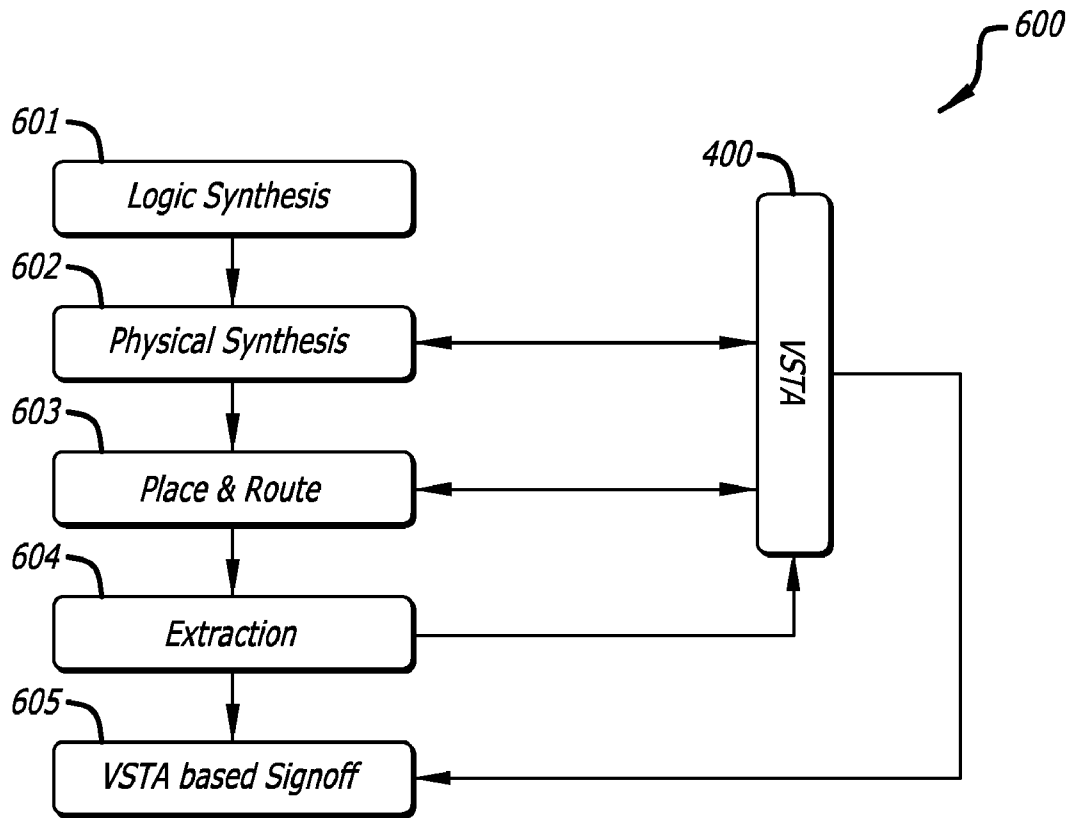 600
601
400
Logic Synthesis
602
Physical Synthesis
VSTA
603
Place & Route
604
Extraction
605
VSTA based Signoff